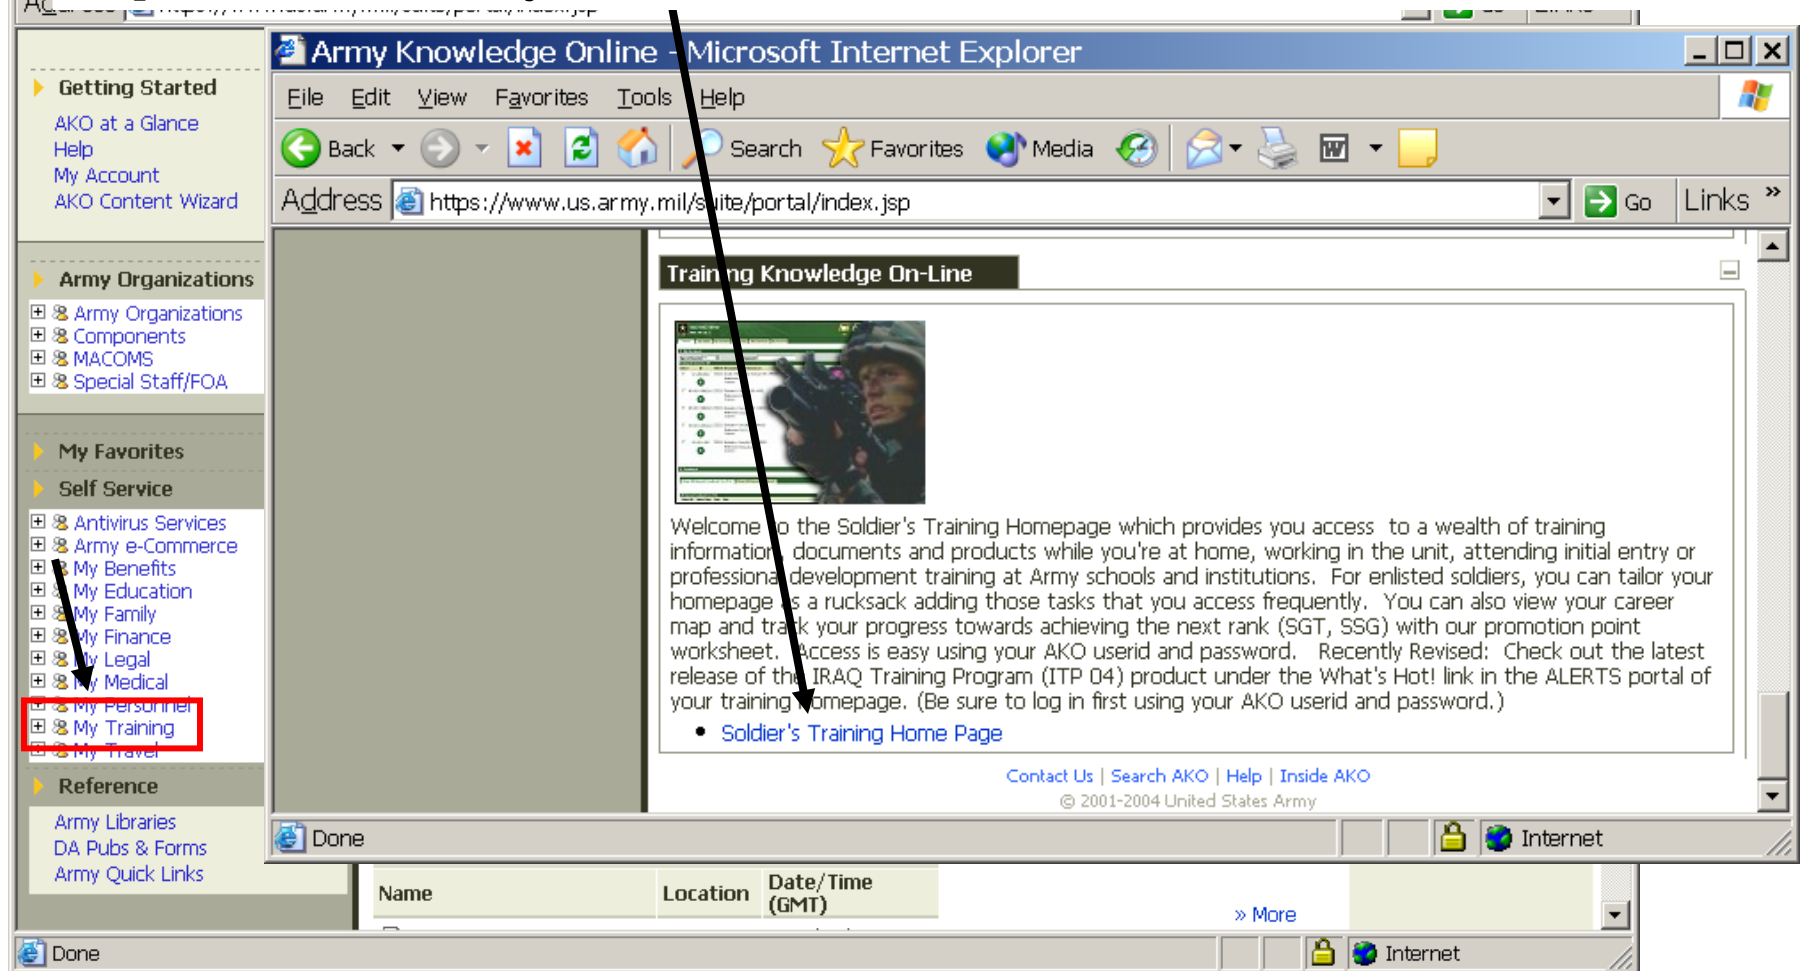 Getting Started
AKO at a Glance
Help
My Account
AKO Content Wizard
Army Organizations
Army Organizations
Components
MACOMS
Special Staff/FOA
My Favorites
Self Service
Antivirus Services
Army e-Commerce
My Benefits
My Education
My Family
My Finance
My Legal
My Medical
My Personnel
My Training
My Travel
Reference
Army Libraries
DA Pubs & Forms
Army Quick Links
Army Knowledge Online - Microsoft Internet Explorer
File Edit View Favorites Tools Help
Back Search Favorites Media
Address https://www.us.army.mil/suite/portal/index.jsp Go Links »
Training Knowledge On-Line
Welcome to the Soldier's Training Homepage which provides you access to a wealth of training
information, documents and products while you're at home, working in the unit, attending initial entry or
professional development training at Army schools and institutions. For enlisted soldiers, you can tailor your
homepage as a rucksack adding those tasks that you access frequently. You can also view your career
map and track your progress towards achieving the next rank (SGT, SSG) with our promotion point
worksheet. Access is easy using your AKO userid and password. Recently Revised: Check out the latest
release of the IRAQ Training Program (ITP 04) product under the What's Hot! link in the ALERTS portal of
your training homepage. (Be sure to log in first using your AKO userid and password.)
• Soldier's Training Home Page
Contact Us | Search AKO | Help | Inside AKO
© 2001-2004 United States Army
Done Internet
Name Location Date/Time
(GMT)
» More
Done Internet